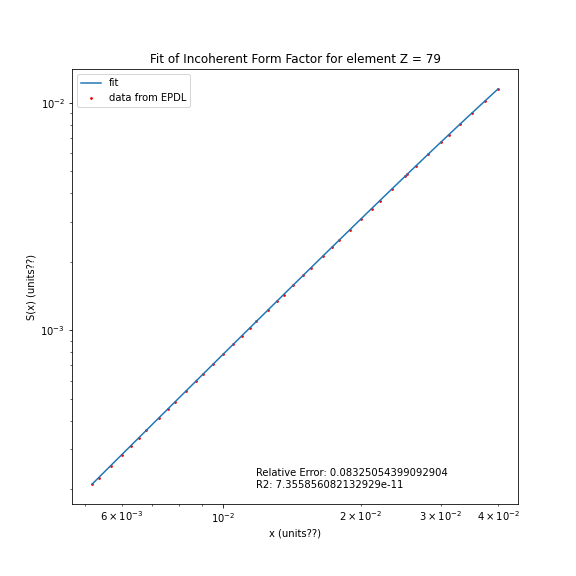 Fit of Incoherent Form Factor for element Z = 79
fit
data from EPDL
10⁻²
10⁻³
S(x) (units??)
Relative Error: 0.08325054399092904
R2: 7.355856082132929e-11
6 × 10⁻³
10⁻²
2 × 10⁻²
3 × 10⁻²
4 × 10⁻²
x (units??)